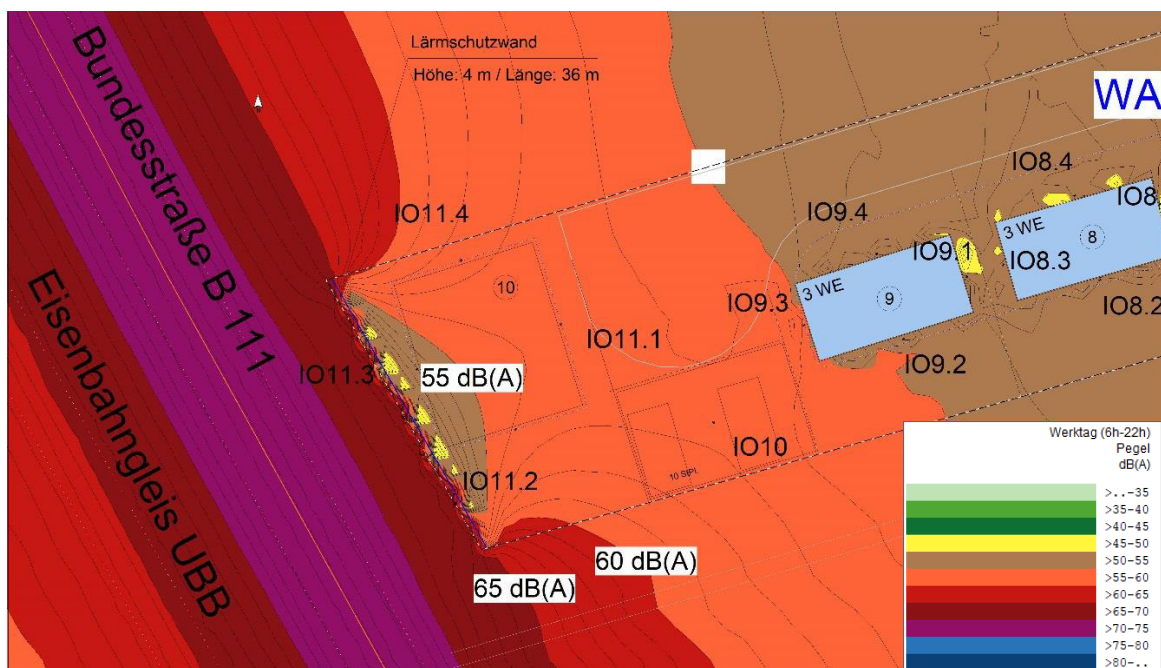 Lärmschutzwand
Höhe: 4 m / Länge: 36 m
Bundesstraße B 111
Eisenbahngleis UBB
WA
IO8.4
IO8
IO11.4
IO9.4
3 WE
8
IO9.1
IO8.3
10
3 WE
9
IO9.3
IO8.2
IO11.1
IO11.3
55 dB(A)
IO9.2
IO10
10 StPl.
IO11.2
60 dB(A)
65 dB(A)
Werktag (6h-22h)
Pegel
dB(A)
>..-35
>35-40
>40-45
>45-50
>50-55
>55-60
>60-65
>65-70
>70-75
>75-80
>80-..